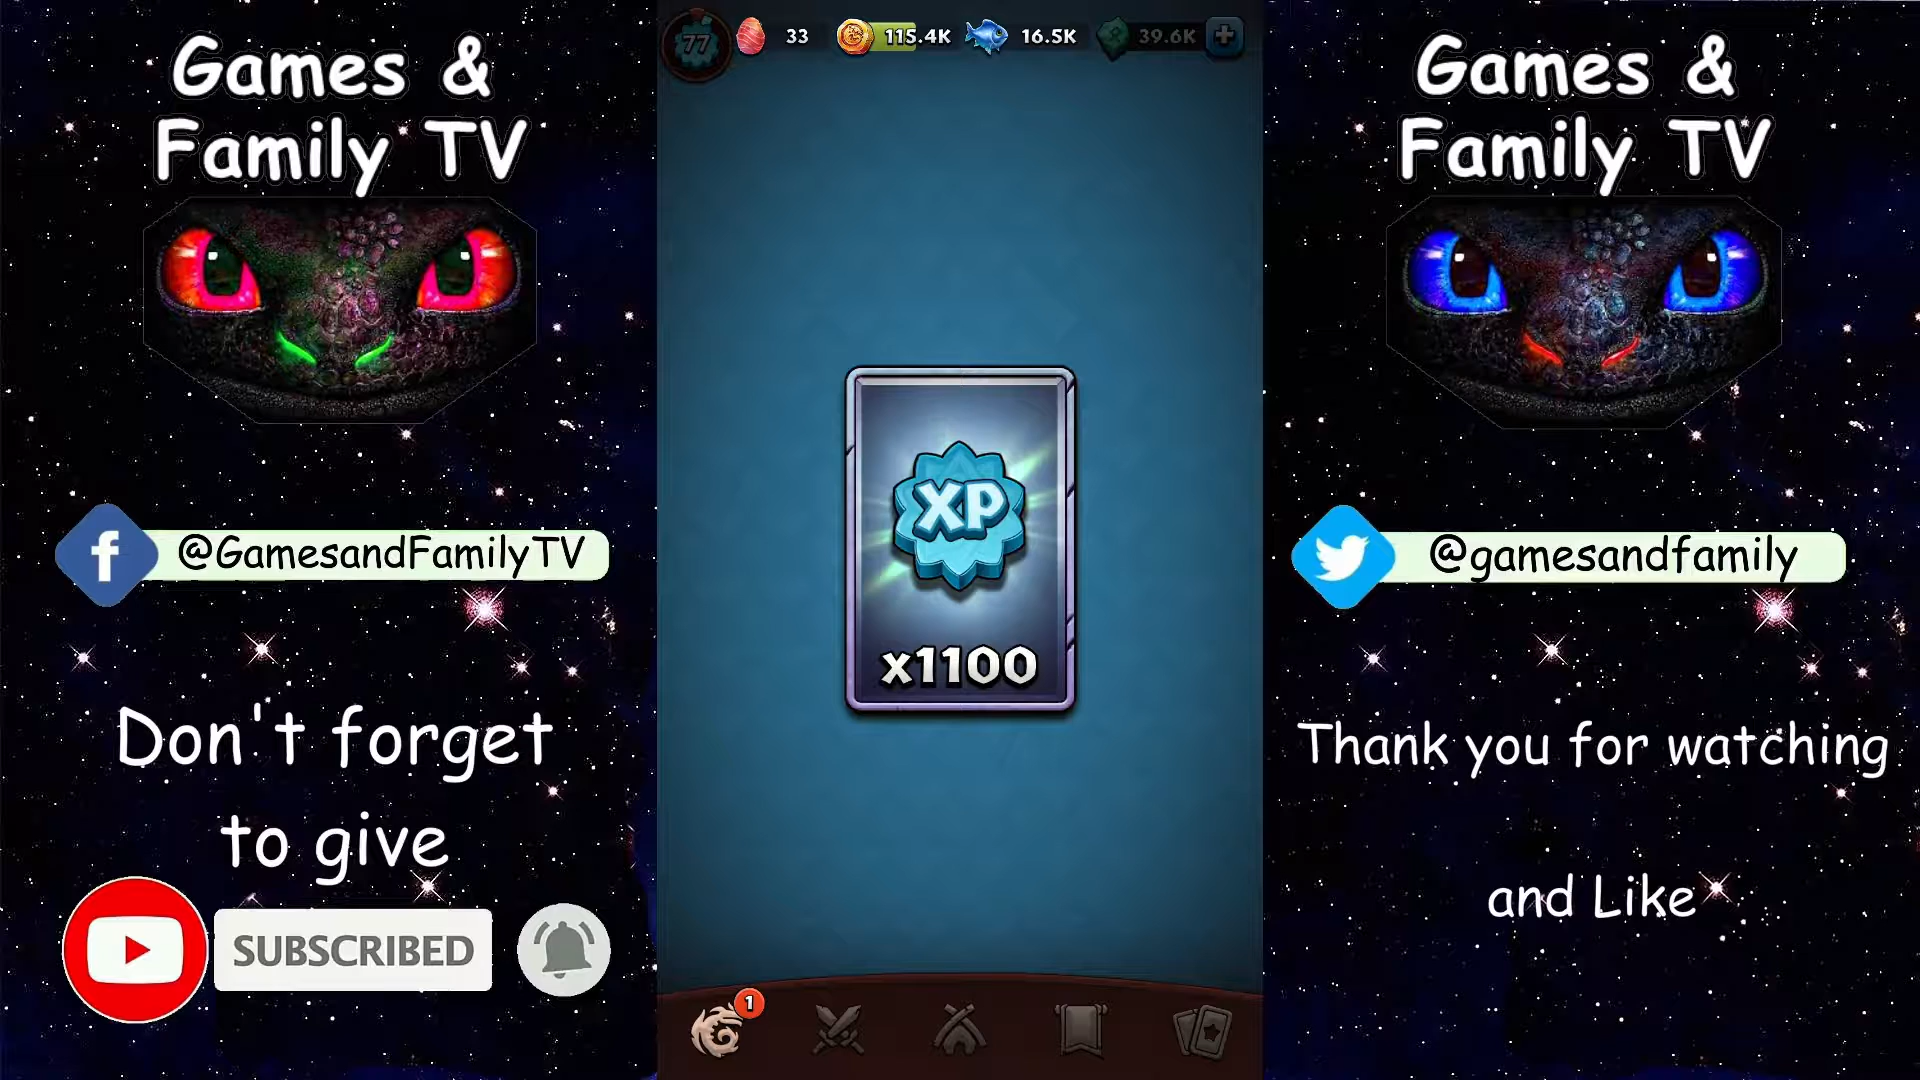 Games &
Family TV
@GamesandFamilyTV
Don't forget
to give
SUBSCRIBED
77
33
115.4K
16.5K
39.6K
XP
x1100
1
Games &
Family TV
@gamesandfamily
Thank you for watching
and Like